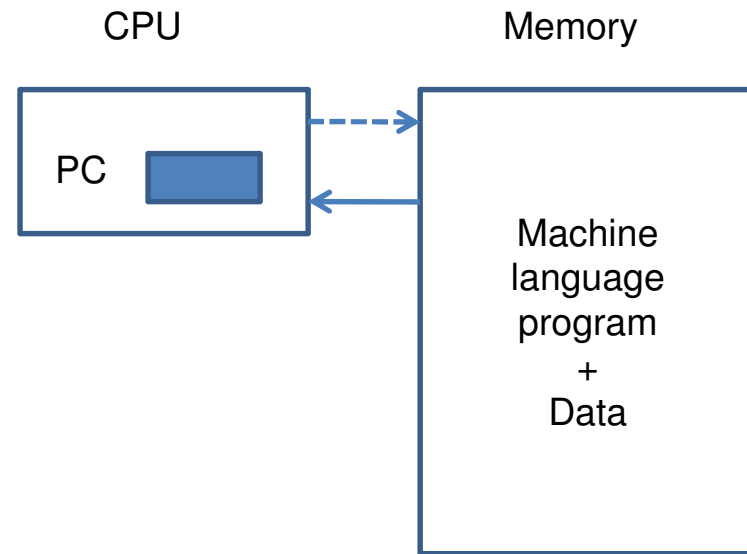 CPU
Memory
PC
Machine
language
program
+
Data